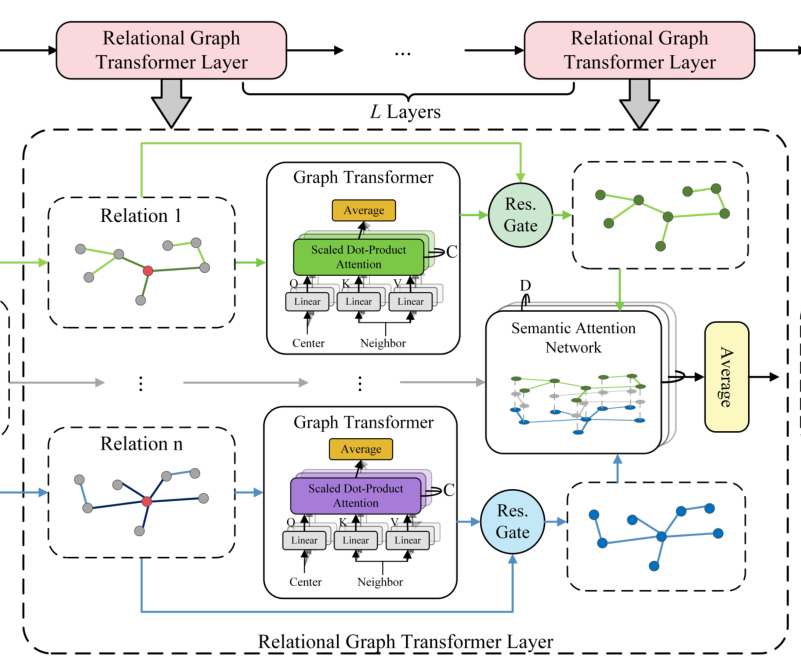 Relational Graph
Transformer Layer
...
Relational Graph
Transformer Layer
L Layers
Relation 1
Graph Transformer
Average
Scaled Dot-Product
Attention
C
Q K V
Linear Linear Linear
Center Neighbor
Res.
Gate
D
Semantic Attention
Network
Average
Relation n
Graph Transformer
Average
Scaled Dot-Product
Attention
C
Q K V
Linear Linear Linear
Center Neighbor
Res.
Gate
Relational Graph Transformer Layer